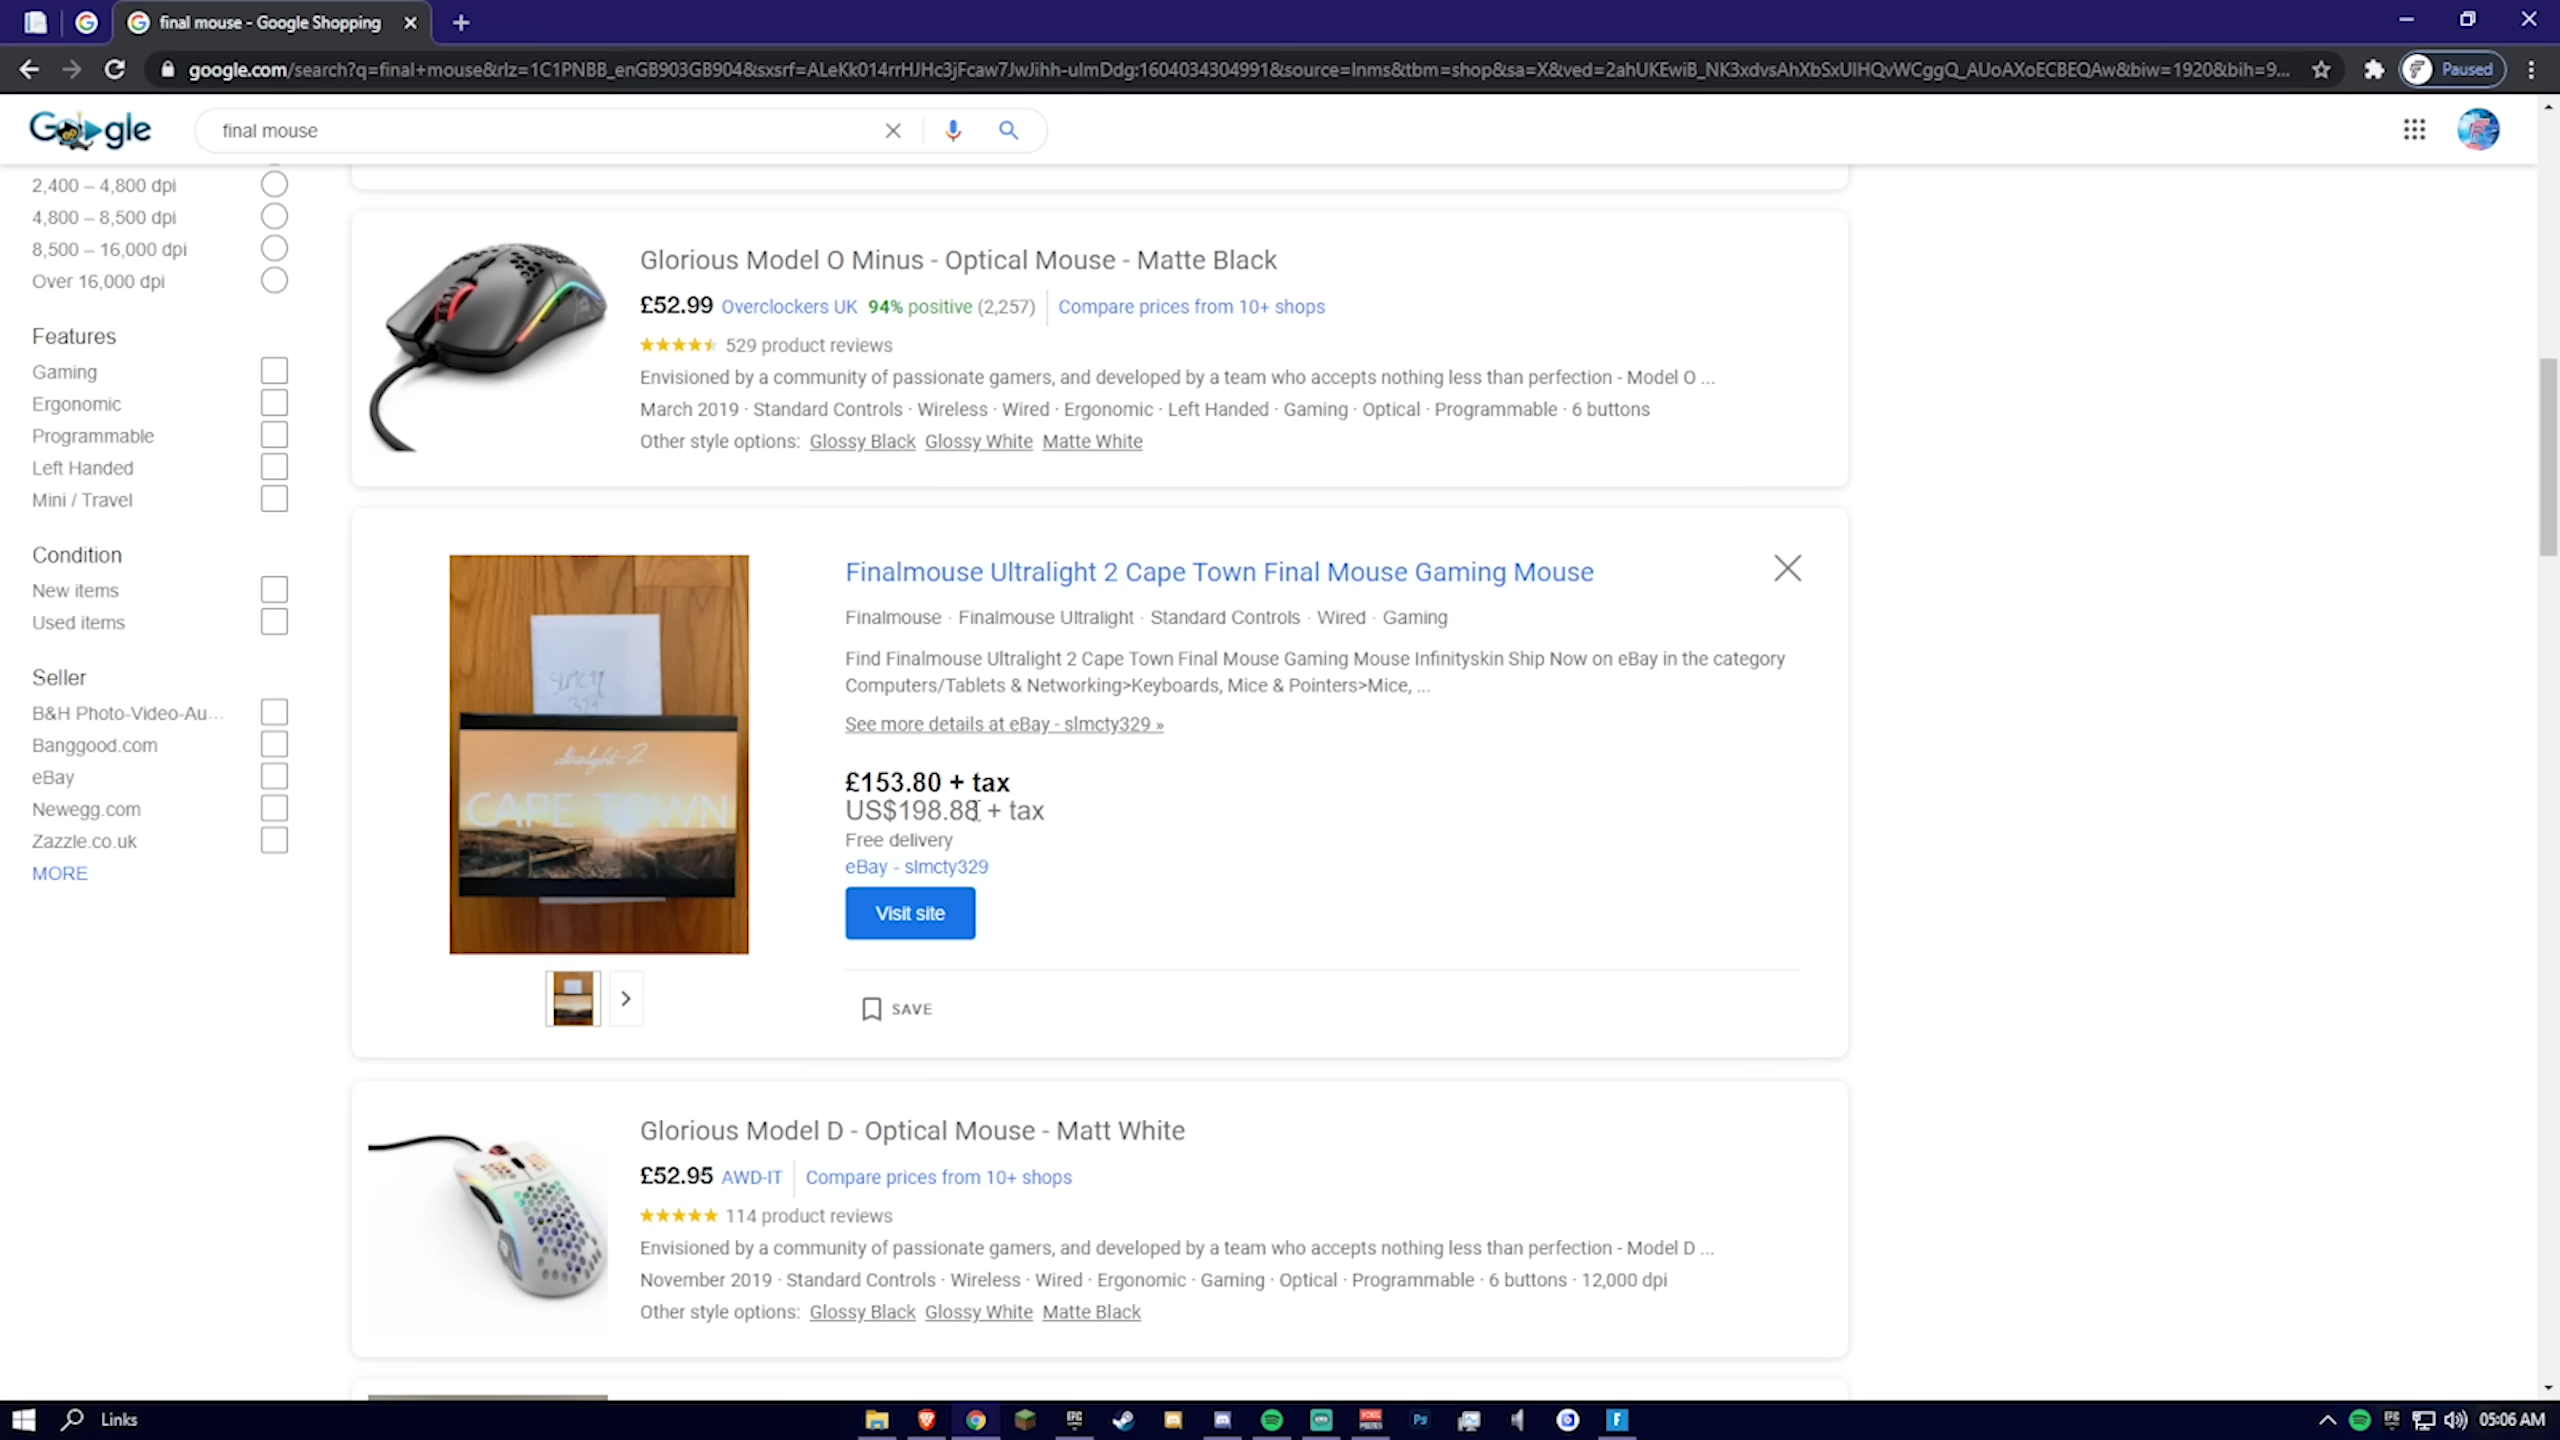 final mouse - Google Shopping
google.com/search?q=final+mouse&rlz=1C1PNBB_enGB903GB904&sxsrf=ALeKk014rrHJHc3jFcaw7JwJihh-ulmDdg:1604034304991&source=lnms&tbm=shop&sa=X&ved=2ahUKEwiB_NK3xdvsAhXbSxUIHQvWCggQ_AUoAXoECBEQAw&biw=1920&bih=9...
Paused
Google
final mouse
2,400 – 4,800 dpi
4,800 – 8,500 dpi
8,500 – 16,000 dpi
Over 16,000 dpi
Features
Gaming
Ergonomic
Programmable
Left Handed
Mini / Travel
Condition
New items
Used items
Seller
B&H Photo-Video-Au...
Banggood.com
eBay
Newegg.com
Zazzle.co.uk
MORE
Glorious Model O Minus - Optical Mouse - Matte Black
£52.99 Overclockers UK 94% positive (2,257) Compare prices from 10+ shops
529 product reviews
Envisioned by a community of passionate gamers, and developed by a team who accepts nothing less than perfection - Model O ...
March 2019 · Standard Controls · Wireless · Wired · Ergonomic · Left Handed · Gaming · Optical · Programmable · 6 buttons
Other style options: Glossy Black Glossy White Matte White
SLMCTY
329
ultralight 2
CAPE TOWN
Finalmouse Ultralight 2 Cape Town Final Mouse Gaming Mouse
Finalmouse · Finalmouse Ultralight · Standard Controls · Wired · Gaming
Find Finalmouse Ultralight 2 Cape Town Final Mouse Gaming Mouse Infinityskin Ship Now on eBay in the category
Computers/Tablets & Networking>Keyboards, Mice & Pointers>Mice, ...
See more details at eBay - slmcty329 »
£153.80 + tax
US$198.88 + tax
Free delivery
eBay - slmcty329
Visit site
SAVE
Glorious Model D - Optical Mouse - Matt White
£52.95 AWD-IT Compare prices from 10+ shops
114 product reviews
Envisioned by a community of passionate gamers, and developed by a team who accepts nothing less than perfection - Model D ...
November 2019 · Standard Controls · Wireless · Wired · Ergonomic · Gaming · Optical · Programmable · 6 buttons · 12,000 dpi
Other style options: Glossy Black Glossy White Matte Black
Links
EPIC
Ps
F
05:06 AM